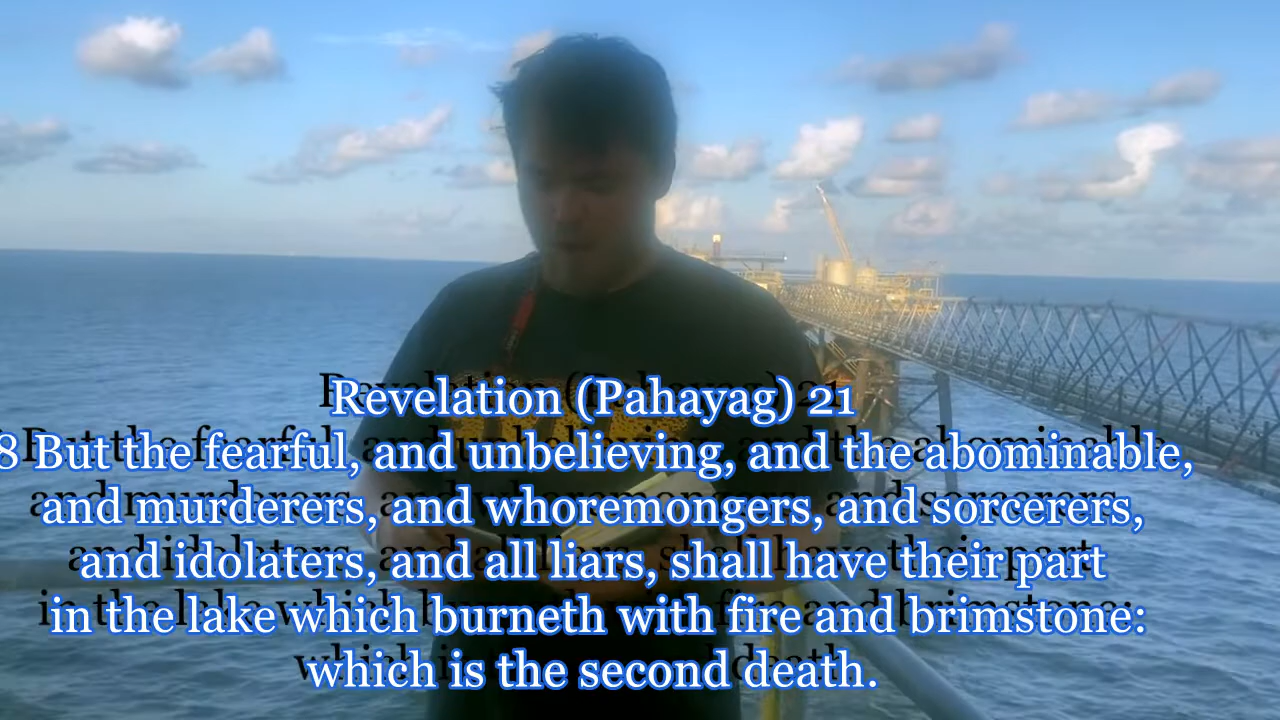 Revelation (Pahayag) 21
8 But the fearful, and unbelieving, and the abominable,
and murderers, and whoremongers, and sorcerers,
and idolaters, and all liars, shall have their part
in the lake which burneth with fire and brimstone:
which is the second death.